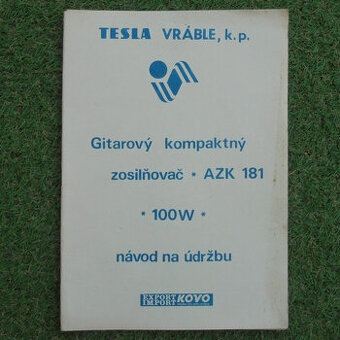 TESLA VRÁBLE, k.p.
Gitarový kompaktný
zosilňovač * AZK 181
* 100W *
návod na údržbu
EXPORT KOVO
IMPORT